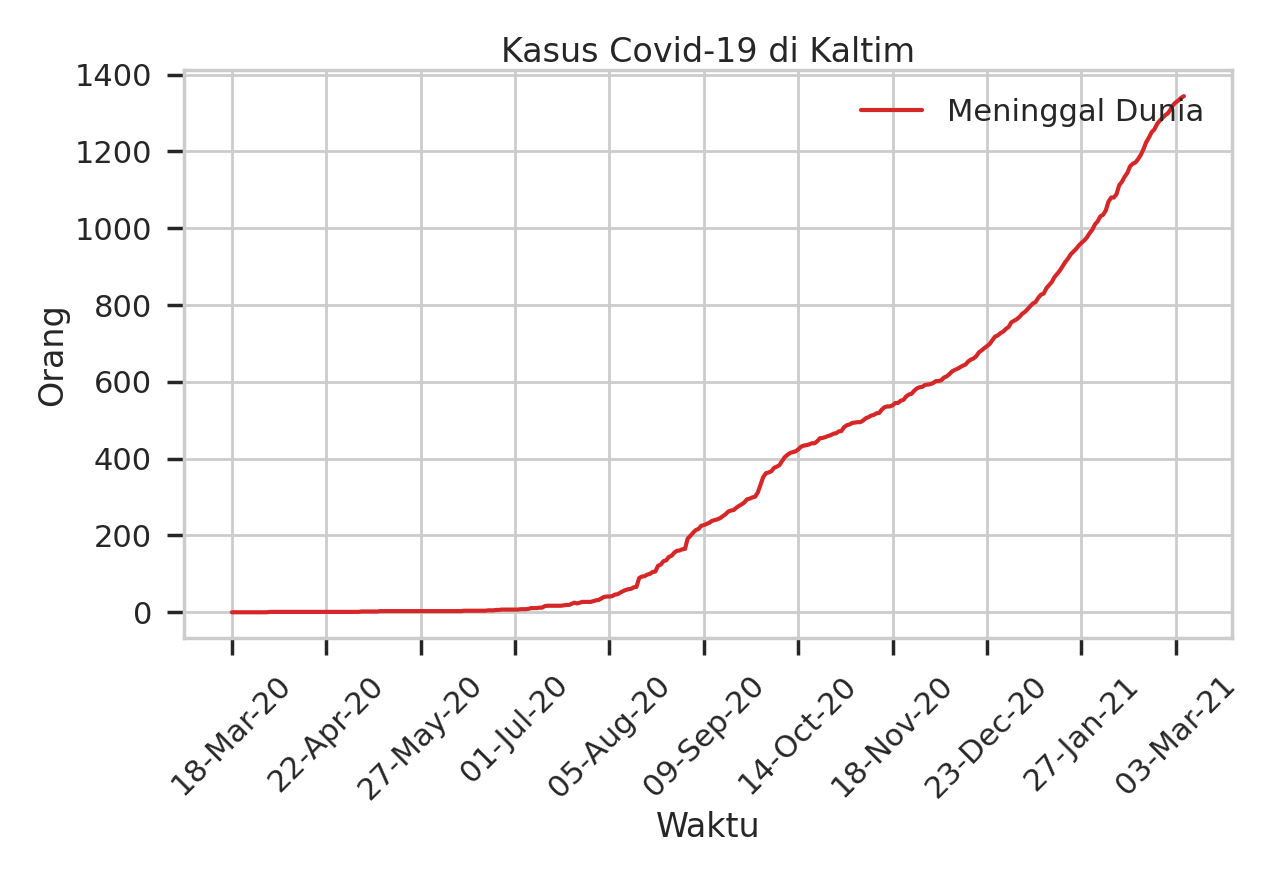 Kasus Covid-19 di Kaltim
Meninggal Dunia
Orang
1400
1200
1000
800
600
400
200
0
18-Mar-20
22-Apr-20
27-May-20
01-Jul-20
05-Aug-20
09-Sep-20
14-Oct-20
18-Nov-20
23-Dec-20
27-Jan-21
03-Mar-21
Waktu